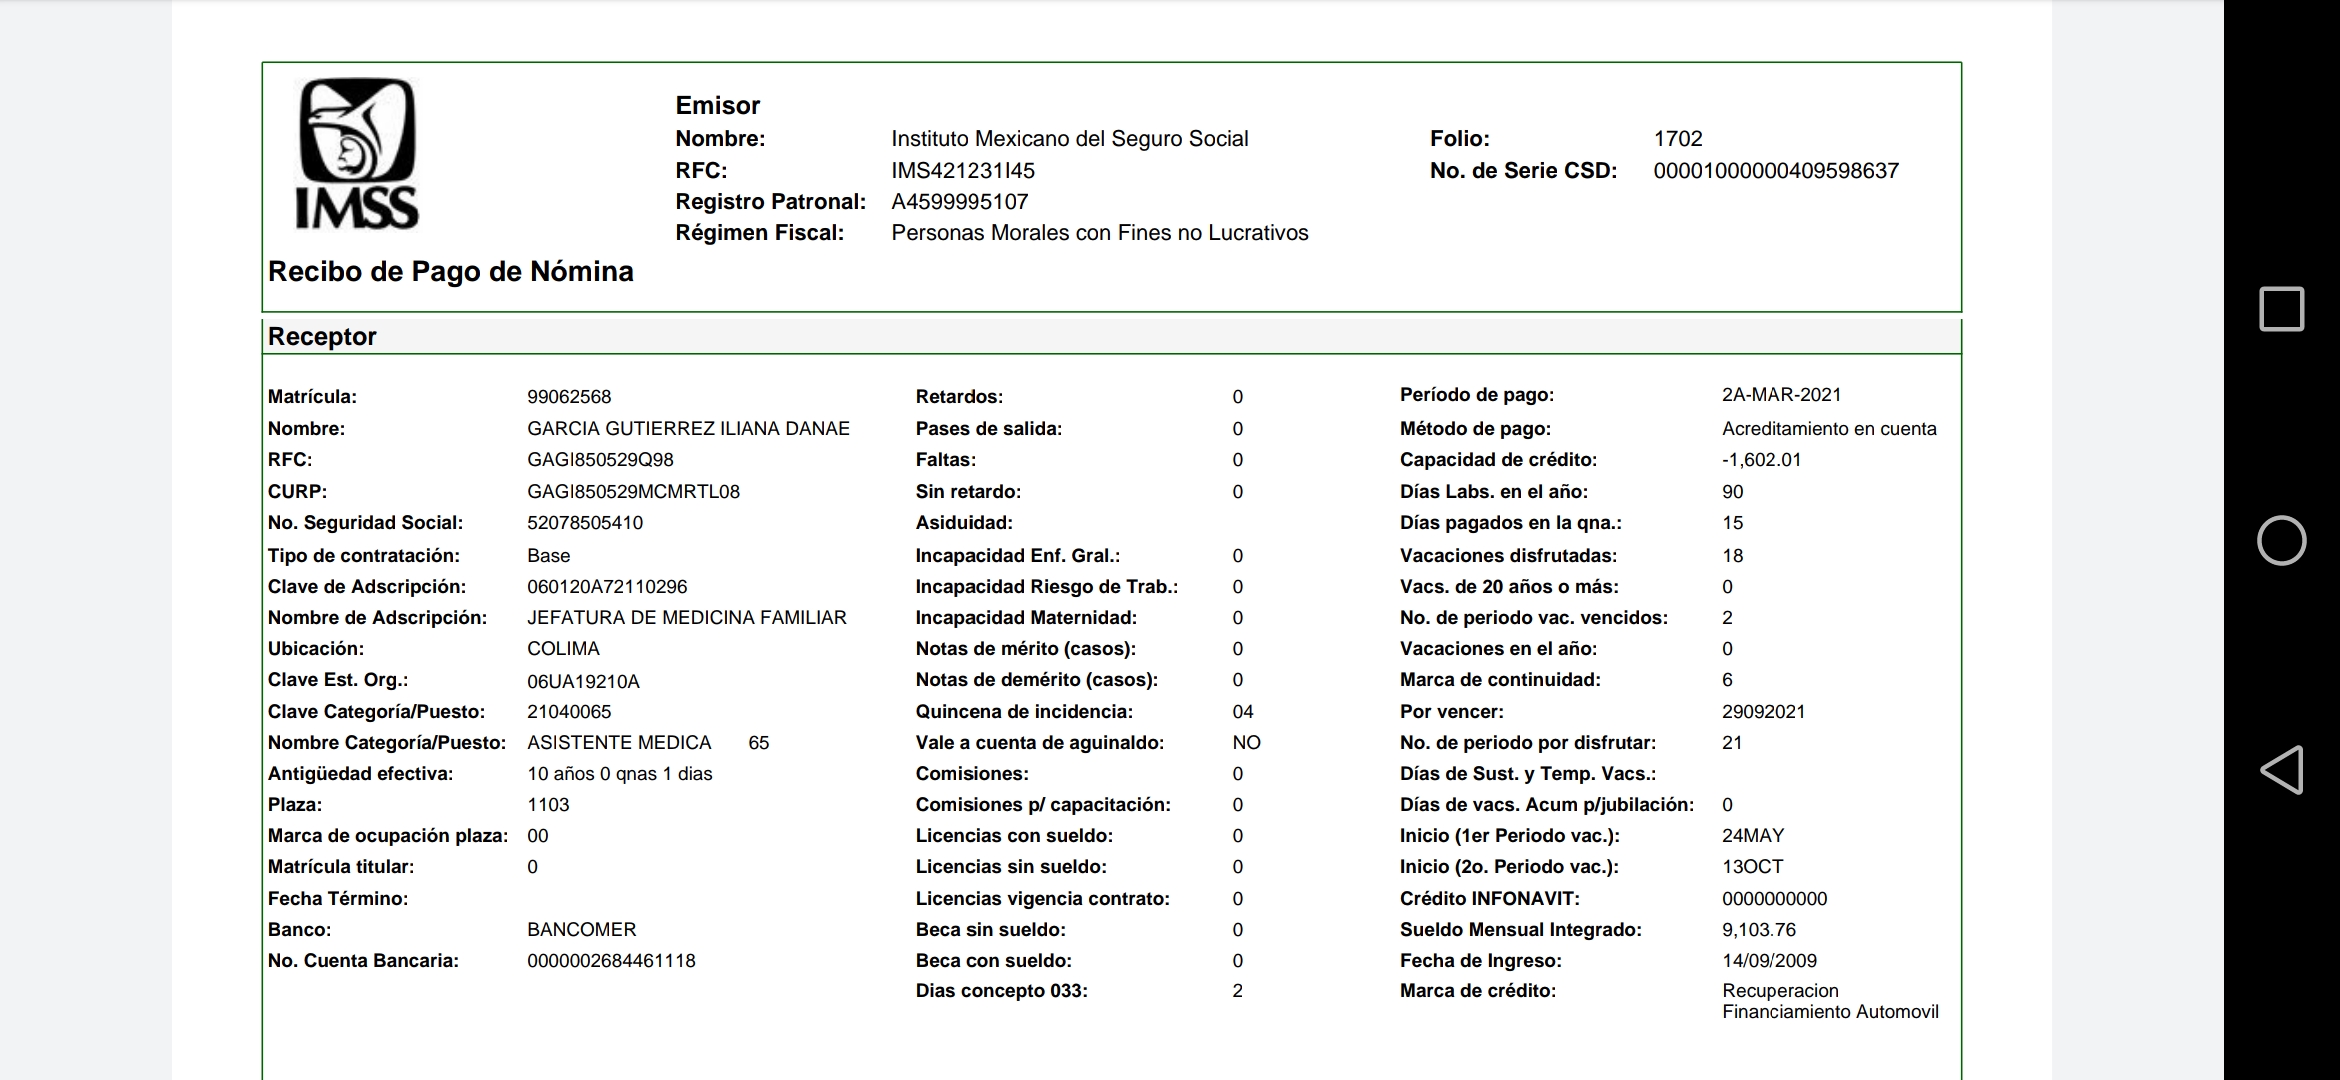 IMSS
Recibo de Pago de Nómina
Emisor
Nombre: Instituto Mexicano del Seguro Social
RFC: IMS421231I45
Registro Patronal: A4599995107
Régimen Fiscal: Personas Morales con Fines no Lucrativos
Folio: 1702
No. de Serie CSD: 00001000000409598637
Receptor
Matrícula: 99062568
Nombre: GARCIA GUTIERREZ ILIANA DANAE
RFC: GAGI850529Q98
CURP: GAGI850529MCMRTL08
No. Seguridad Social: 52078505410
Tipo de contratación: Base
Clave de Adscripción: 060120A72110296
Nombre de Adscripción: JEFATURA DE MEDICINA FAMILIAR
Ubicación: COLIMA
Clave Est. Org.: 06UA19210A
Clave Categoría/Puesto: 21040065
Nombre Categoría/Puesto: ASISTENTE MEDICA 65
Antigüedad efectiva: 10 años 0 qnas 1 dias
Plaza: 1103
Marca de ocupación plaza: 00
Matrícula titular: 0
Fecha Término:
Banco: BANCOMER
No. Cuenta Bancaria: 0000002684461118
Retardos: 0
Pases de salida: 0
Faltas: 0
Sin retardo: 0
Asiduidad:
Incapacidad Enf. Gral.: 0
Incapacidad Riesgo de Trab.: 0
Incapacidad Maternidad: 0
Notas de mérito (casos): 0
Notas de demérito (casos): 0
Quincena de incidencia: 04
Vale a cuenta de aguinaldo: NO
Comisiones: 0
Comisiones p/ capacitación: 0
Licencias con sueldo: 0
Licencias sin sueldo: 0
Licencias vigencia contrato: 0
Beca sin sueldo: 0
Beca con sueldo: 0
Dias concepto 033: 2
Período de pago: 2A-MAR-2021
Método de pago: Acreditamiento en cuenta
Capacidad de crédito: -1,602.01
Días Labs. en el año: 90
Días pagados en la qna.: 15
Vacaciones disfrutadas: 18
Vacs. de 20 años o más: 0
No. de periodo vac. vencidos: 2
Vacaciones en el año: 0
Marca de continuidad: 6
Por vencer: 29092021
No. de periodo por disfrutar: 21
Días de Sust. y Temp. Vacs.:
Días de vacs. Acum p/jubilación: 0
Inicio (1er Periodo vac.): 24MAY
Inicio (2o. Periodo vac.): 13OCT
Crédito INFONAVIT: 0000000000
Sueldo Mensual Integrado: 9,103.76
Fecha de Ingreso: 14/09/2009
Marca de crédito: Recuperacion
Financiamiento Automovil